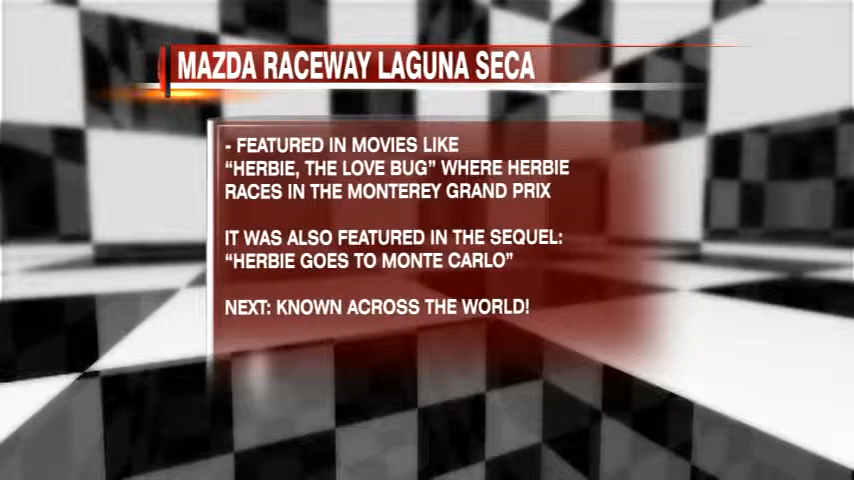 MAZDA RACEWAY LAGUNA SECA
- FEATURED IN MOVIES LIKE
“HERBIE, THE LOVE BUG” WHERE HERBIE
RACES IN THE MONTEREY GRAND PRIX
IT WAS ALSO FEATURED IN THE SEQUEL:
“HERBIE GOES TO MONTE CARLO”
NEXT: KNOWN ACROSS THE WORLD!